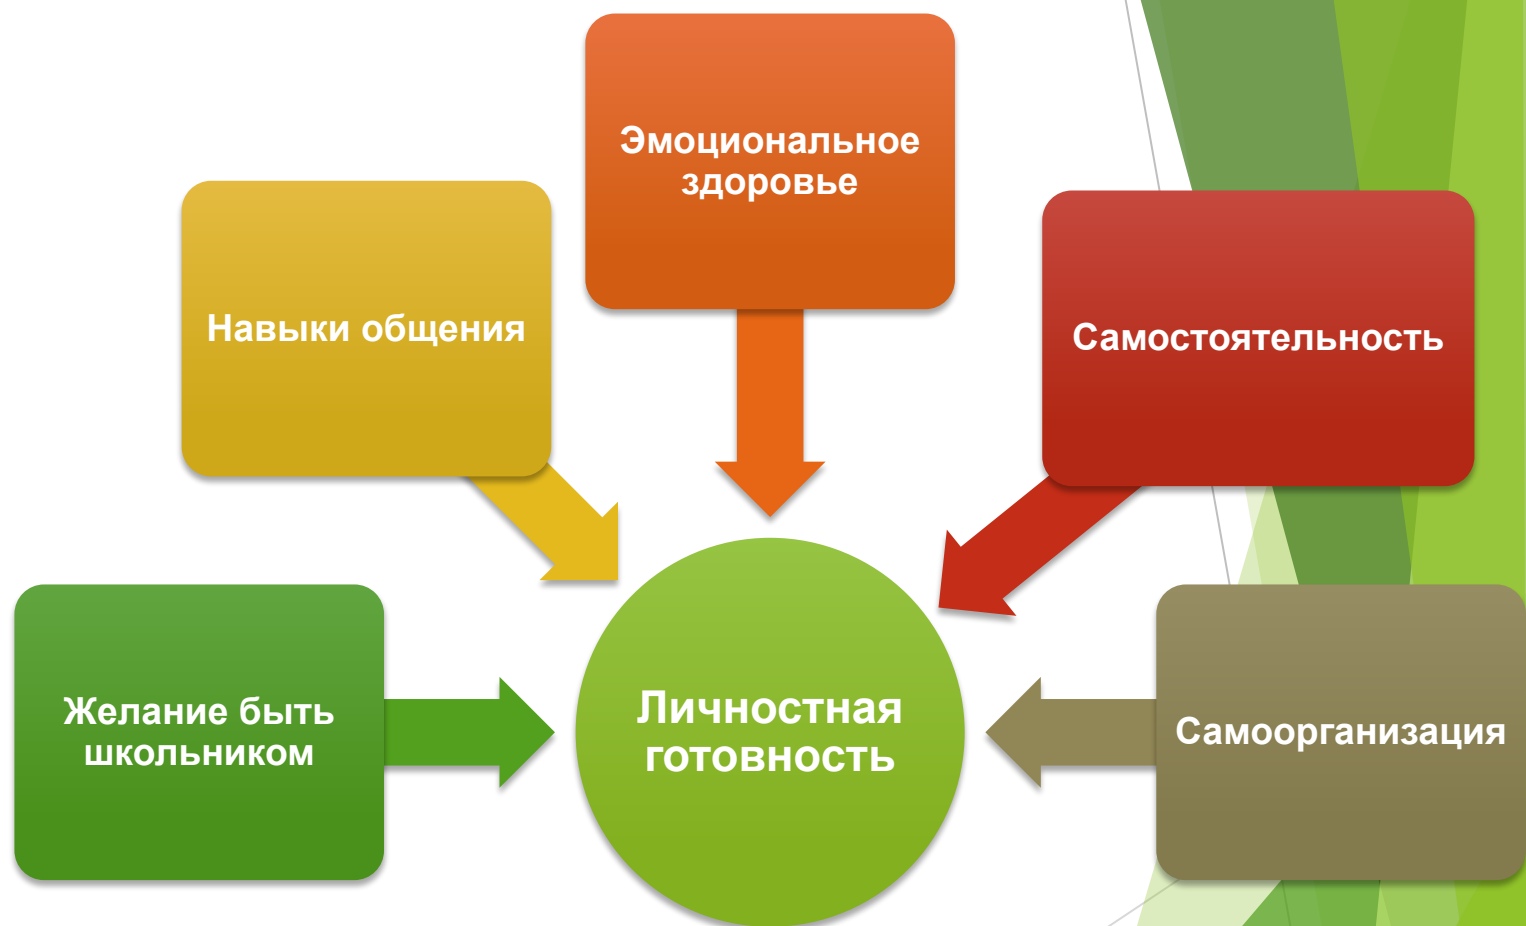 Эмоциональное
здоровье
Навыки общения
Самостоятельность
Желание быть
школьником
Личностная
готовность
Самоорганизация